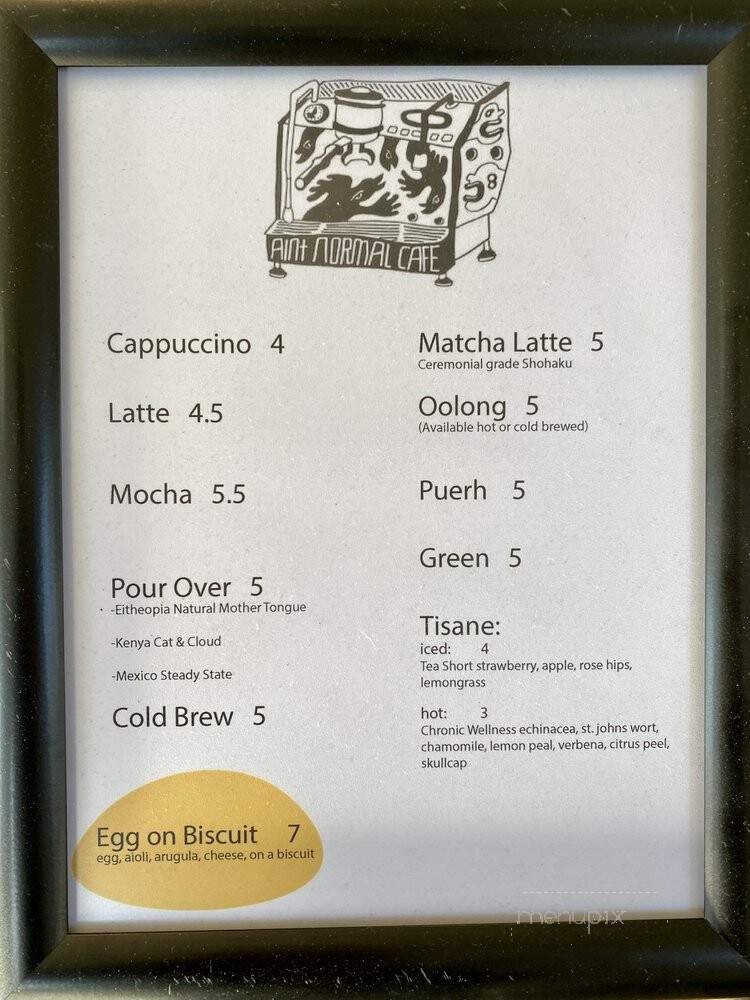 AINT NORMAL CAFE
Cappuccino 4
Latte 4.5
Mocha 5.5
Pour Over 5
-Eitheopia Natural Mother Tongue
-Kenya Cat & Cloud
-Mexico Steady State
Cold Brew 5
Egg on Biscuit 7
egg, aioli, arugula, cheese, on a biscuit
Matcha Latte 5
Ceremonial grade Shohaku
Oolong 5
(Available hot or cold brewed)
Puerh 5
Green 5
Tisane:
iced: 4
Tea Short strawberry, apple, rose hips,
lemongrass
hot: 3
Chronic Wellness echinacea, st. johns wort,
chamomile, lemon peal, verbena, citrus peel,
skullcap
menupix